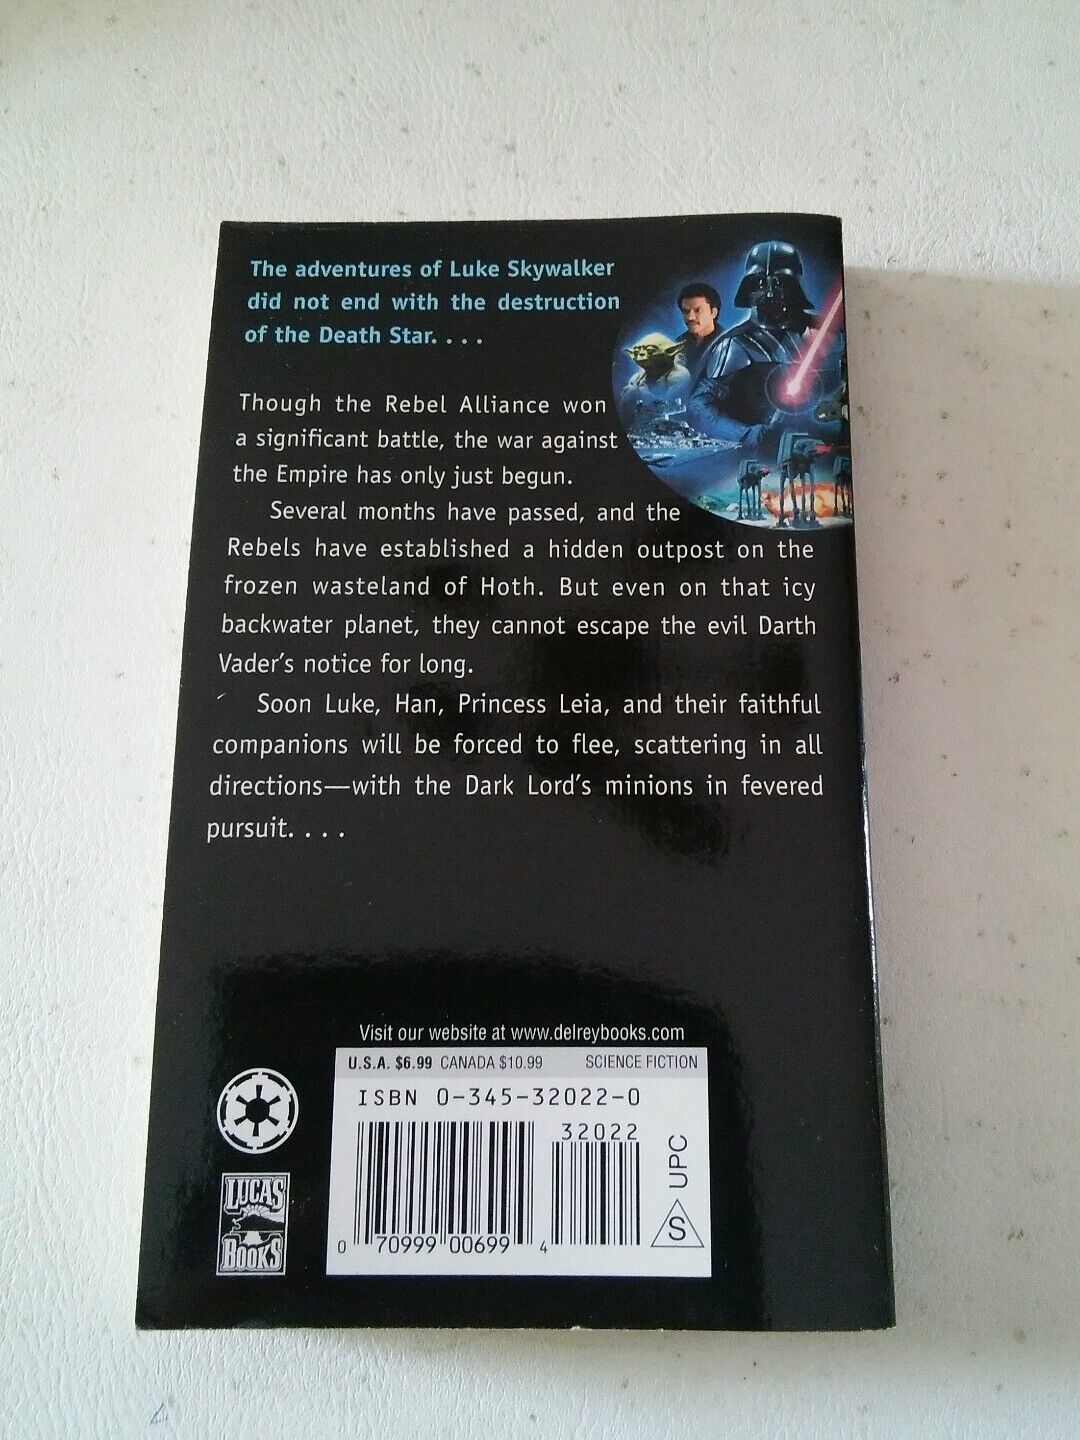 The adventures of Luke Skywalker
did not end with the destruction
of the Death Star. . . .
Though the Rebel Alliance won
a significant battle, the war against
the Empire has only just begun.
Several months have passed, and the
Rebels have established a hidden outpost on the
frozen wasteland of Hoth. But even on that icy
backwater planet, they cannot escape the evil Darth
Vader's notice for long.
Soon Luke, Han, Princess Leia, and their faithful
companions will be forced to flee, scattering in all
directions—with the Dark Lord's minions in fevered
pursuit. . . .
Visit our website at www.delreybooks.com
U.S.A. $6.99 CANADA $10.99 SCIENCE FICTION
ISBN 0-345-32022-0
32022
UPC
S
0 70999 00699 4
LUCAS
BOOKS